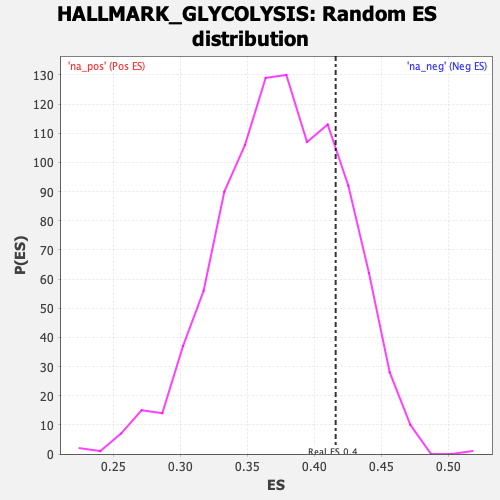 HALLMARK_GLYCOLYSIS: Random ES
distribution
'na_pos' (Pos ES)
'na_neg' (Neg ES)
130
120
110
100
90
80
70
60
50
40
30
20
10
0
P(ES)
Real ES 0.4
0.25
0.30
0.35
0.40
0.45
0.50
ES